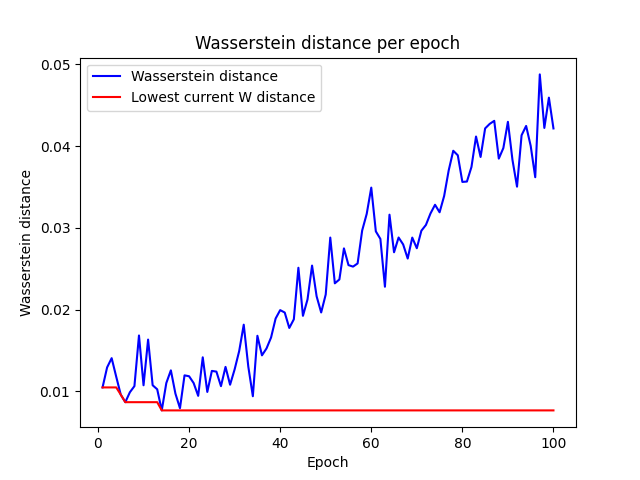 Wasserstein distance per epoch
Wasserstein distance
Lowest current W distance
0.05
0.04
0.03
0.02
0.01
Wasserstein distance
0 20 40 60 80 100
Epoch